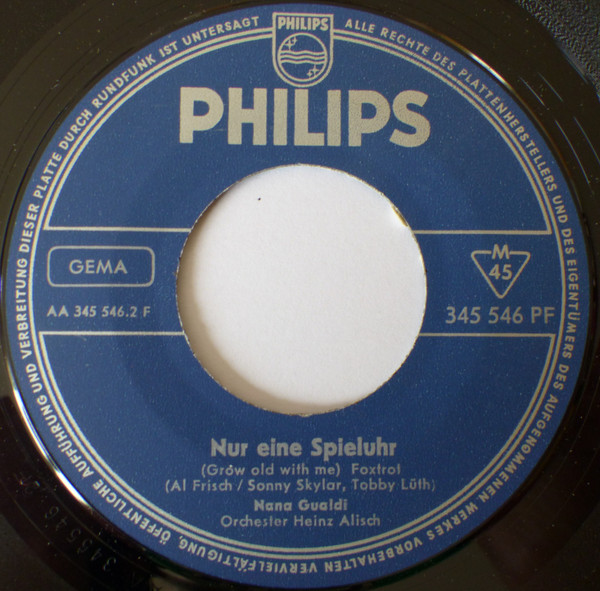 PHILIPS
PHILIPS
ALLE RECHTE DES PLATTENHERSTELLERS UND DES EIGENTÜMERS DES AUFGENOMMENEN WERKES VORBEHALTEN VERVIELFÄLTIGUNG, ÖFFENTLICHE AUFFÜHRUNG UND VERBREITUNG DIESER PLATTE DURCH RUNDFUNK IST UNTERSAGT
GEMA
M
45
AA 345 546.2 F
345 546 PF
Nur eine Spieluhr
(Grow old with me) Foxtrot
(Al Frisch / Sonny Skylar, Tobby Lüth)
Nana Gualdi
Orchester Heinz Alisch